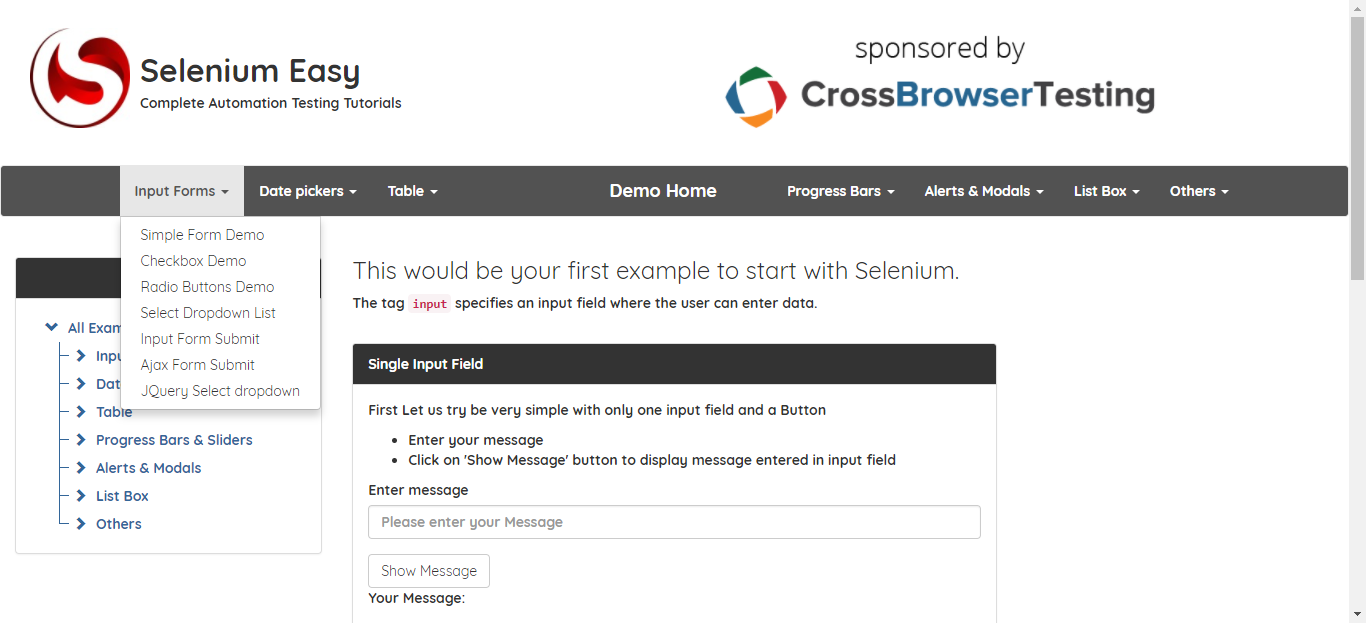 Selenium Easy
Complete Automation Testing Tutorials
sponsored by
CrossBrowserTesting
Input Forms
Date pickers
Table
Demo Home
Progress Bars
Alerts & Modals
List Box
Others
Simple Form Demo
Checkbox Demo
Radio Buttons Demo
Select Dropdown List
Input Form Submit
Ajax Form Submit
JQuery Select dropdown
All Exam
Inpu
Dat
Table
Progress Bars & Sliders
Alerts & Modals
List Box
Others
This would be your first example to start with Selenium.
The tag input specifies an input field where the user can enter data.
Single Input Field
First Let us try be very simple with only one input field and a Button
Enter your message
Click on 'Show Message' button to display message entered in input field
Enter message
Please enter your Message
Show Message
Your Message: